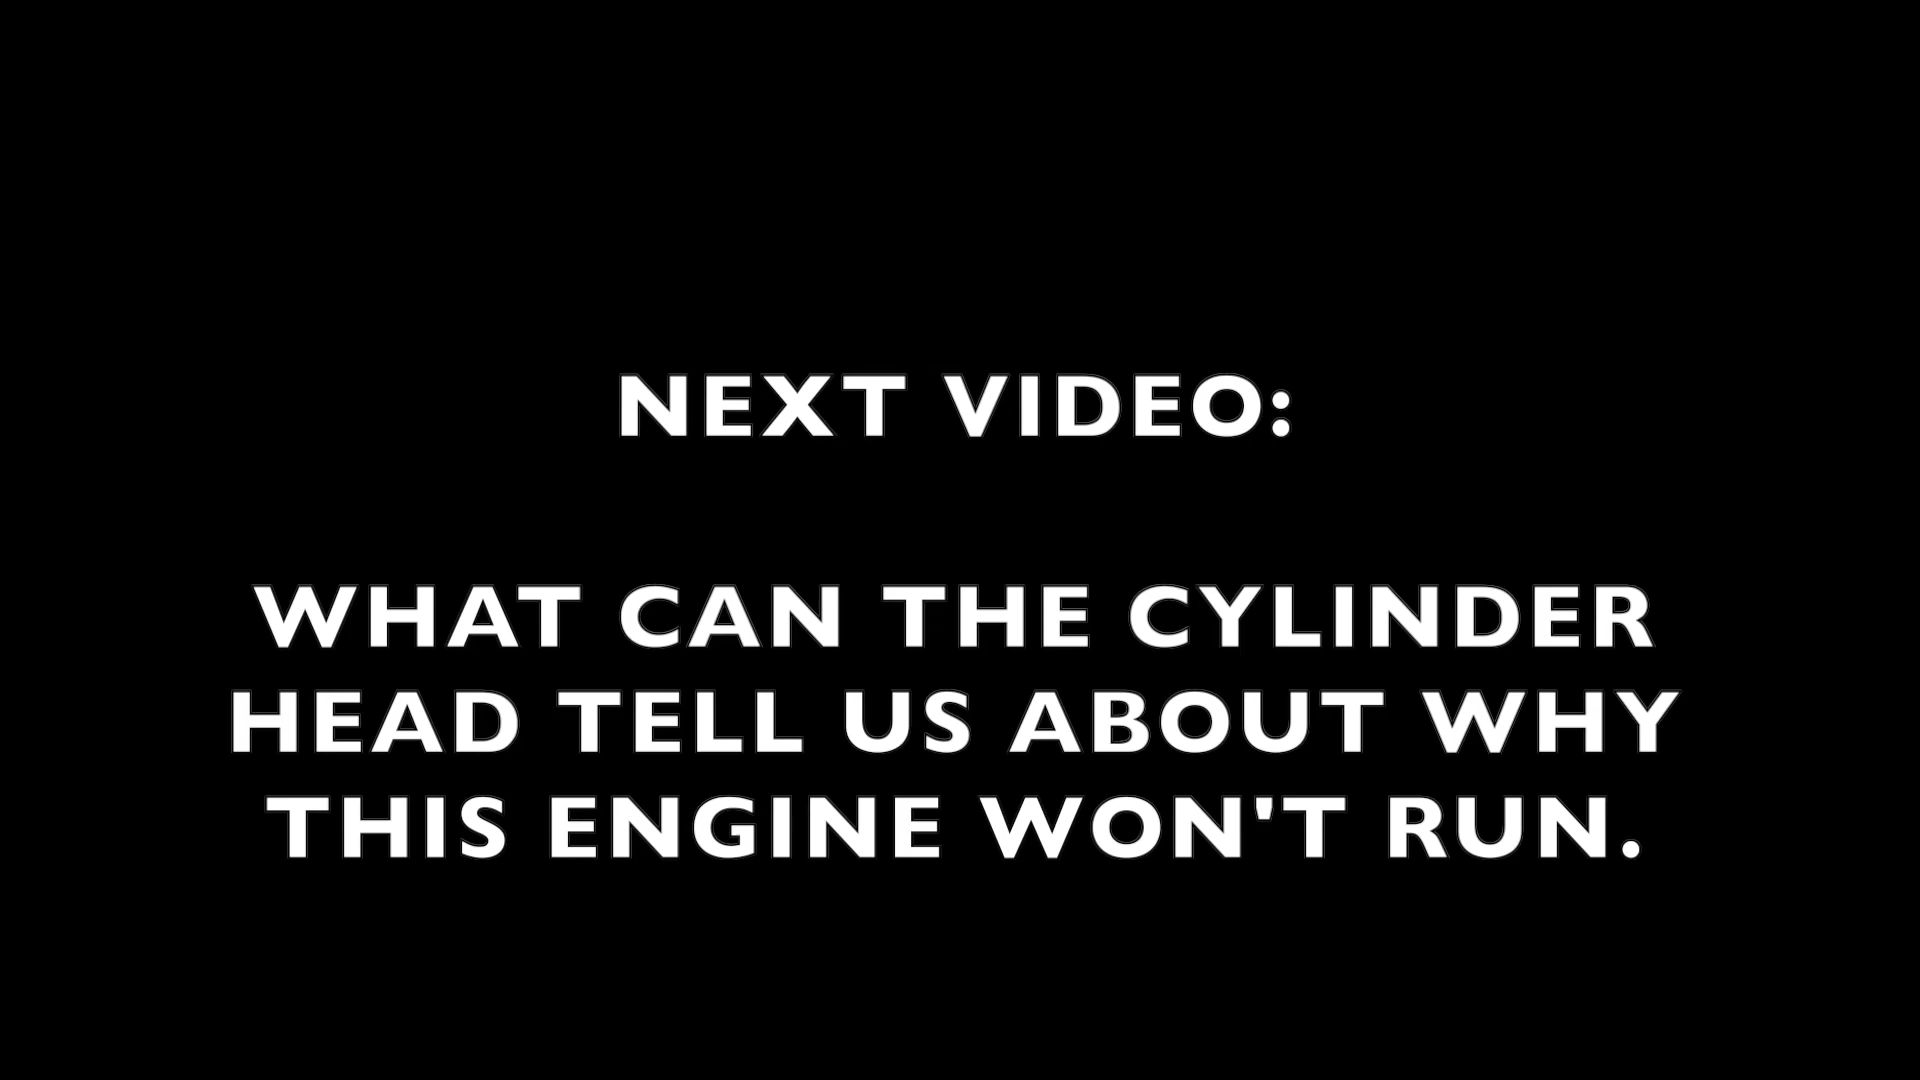 NEXT VIDEO:
WHAT CAN THE CYLINDER
HEAD TELL US ABOUT WHY
THIS ENGINE WON'T RUN.